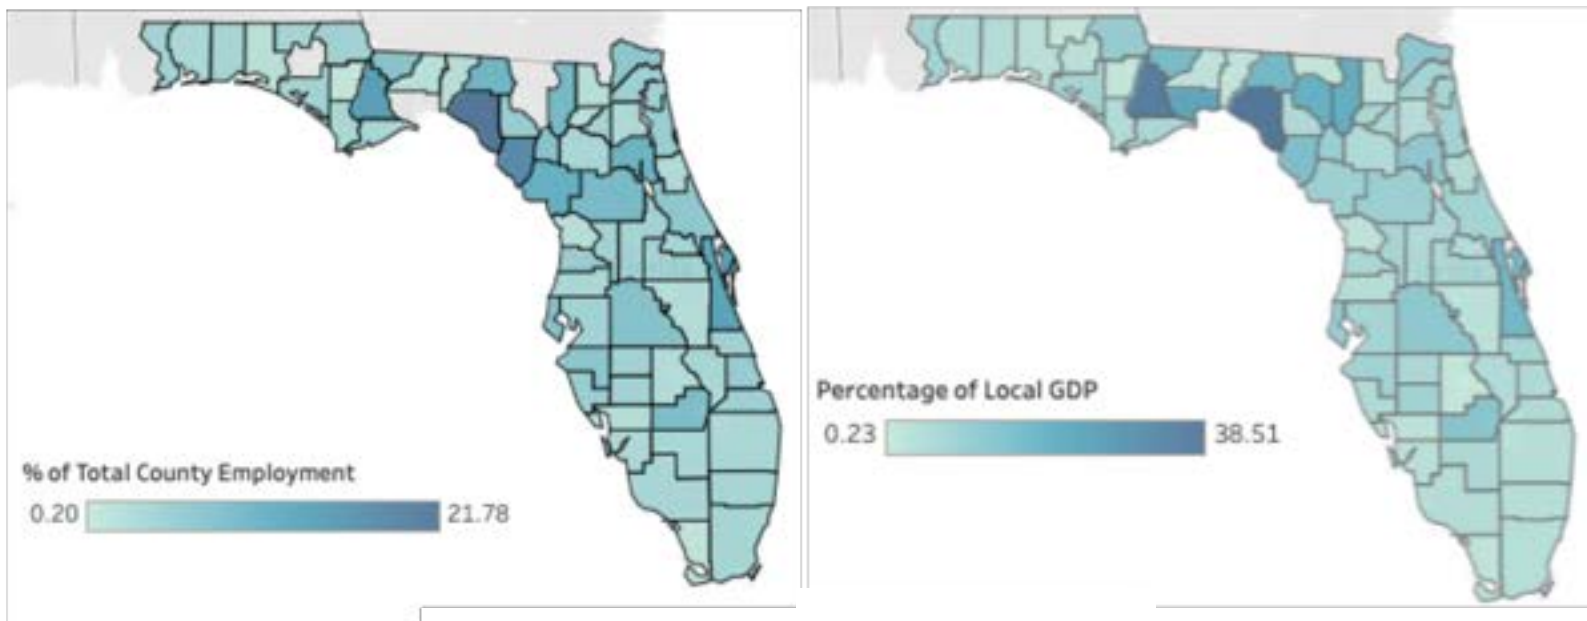 % of Total County Employment
0.20 21.78
Percentage of Local GDP
0.23 38.51